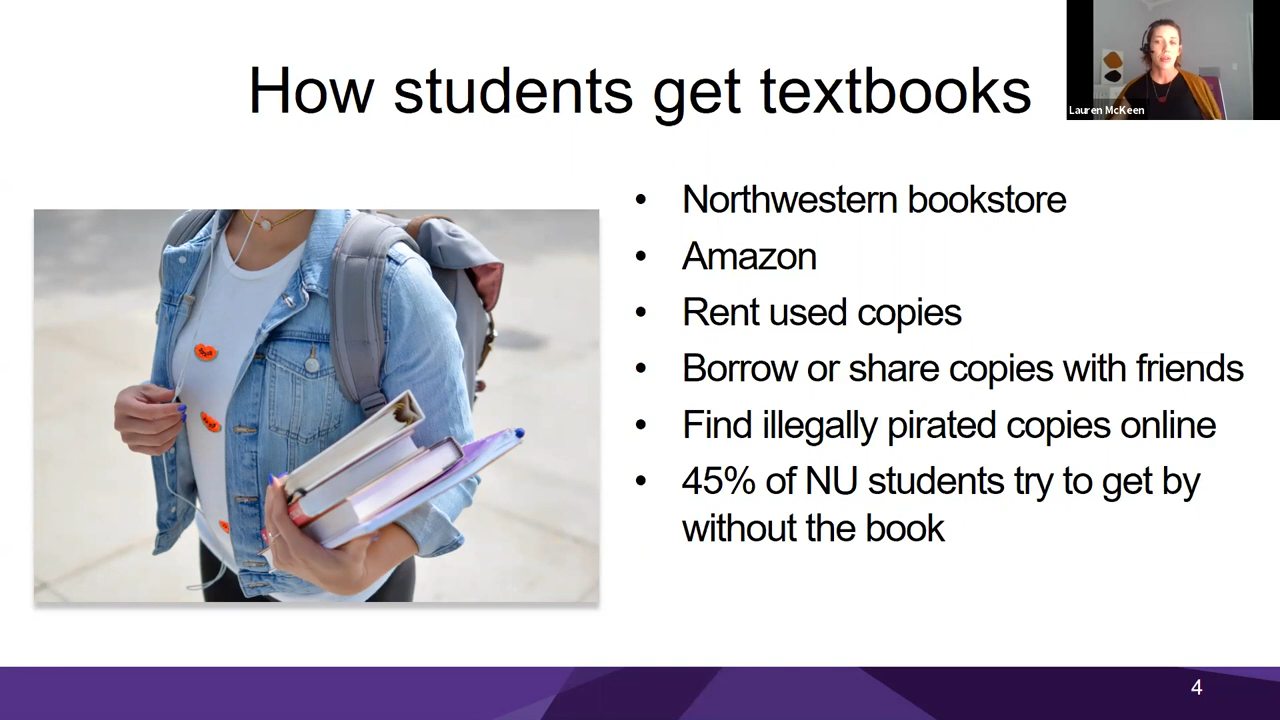 How students get textbooks
Lauren McKeen
• Northwestern bookstore
• Amazon
• Rent used copies
• Borrow or share copies with friends
• Find illegally pirated copies online
• 45% of NU students try to get by
without the book
4